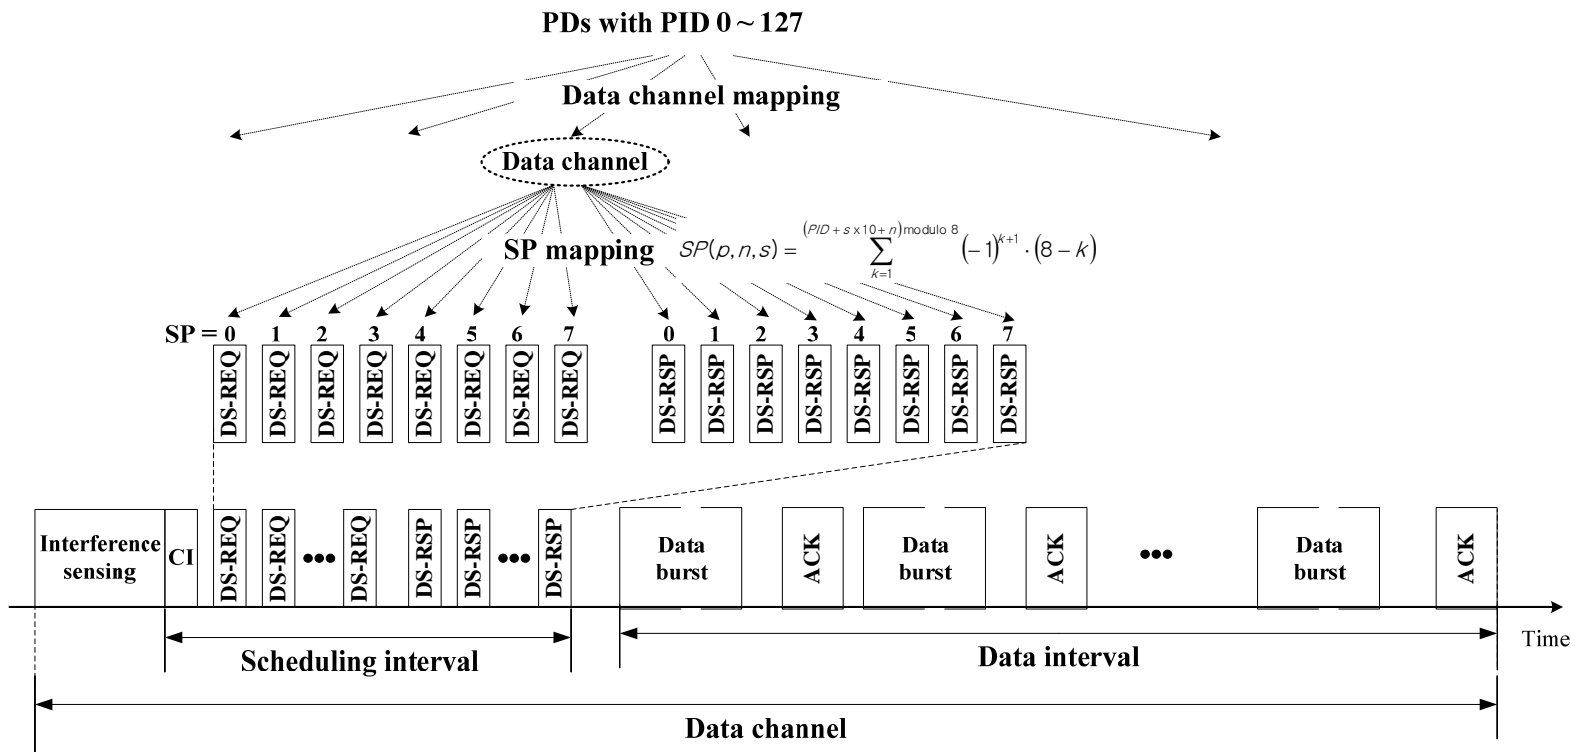 PDs with PID 0 ~ 127
Data channel mapping
Data channel
SP mapping
SP(p, n, s) = \sum_{k=1}^{(PID + s x10+ n) modulo 8} (-1)^{k+1} · (8 - k)
SP = 0 1 2 3 4 5 6 7 0 1 2 3 4 5 6 7
DS-REQ DS-REQ DS-REQ DS-REQ DS-REQ DS-REQ DS-REQ DS-REQ DS-RSP DS-RSP DS-RSP DS-RSP DS-RSP DS-RSP DS-RSP DS-RSP
Interference
sensing
CI
DS-REQ DS-REQ ••• DS-REQ DS-RSP DS-RSP ••• DS-RSP
Data
burst
ACK
Data
burst
ACK
•••
Data
burst
ACK
Time
Scheduling interval
Data interval
Data channel